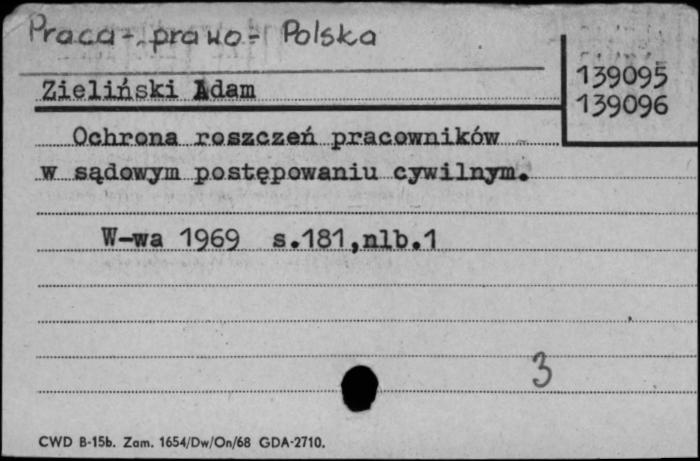 Praca - prawo - Polska
139095
Zieliński Adam
139096
Ochrona roszczeń pracowników
w sądowym postępowaniu cywilnym.
W-wa 1969 s.181,nlb.1
3
CWD B-15b. Zam. 1654/Dw/On/68 GDA-2710.